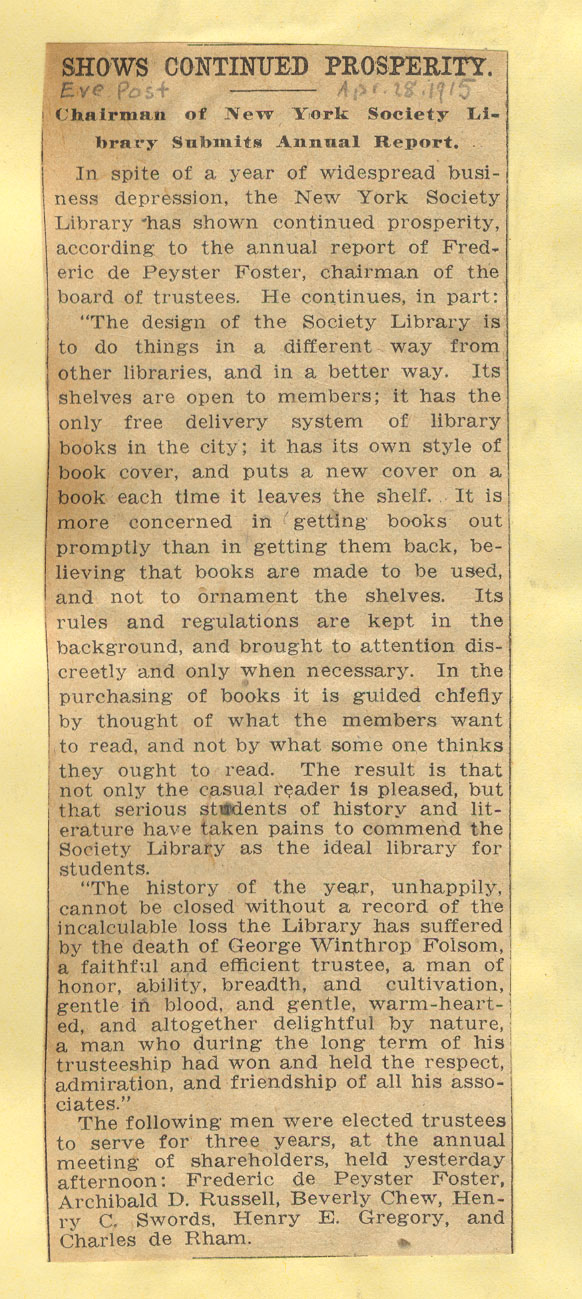 SHOWS CONTINUED PROSPERITY.
Eve Post Apr. 28. 1915
Chairman of New York Society Li-
brary Submits Annual Report.
In spite of a year of widespread busi-
ness depression, the New York Society
Library has shown continued prosperity,
according to the annual report of Fred-
eric de Peyster Foster, chairman of the
board of trustees. He continues, in part:
"The design of the Society Library is
to do things in a different way from
other libraries, and in a better way. Its
shelves are open to members; it has the
only free delivery system of library
books in the city; it has its own style of
book cover, and puts a new cover on a
book each time it leaves the shelf. It is
more concerned in getting books out
promptly than in getting them back, be-
lieving that books are made to be used,
and not to ornament the shelves. Its
rules and regulations are kept in the
background, and brought to attention dis-
creetly and only when necessary. In the
purchasing of books it is guided chiefly
by thought of what the members want
to read, and not by what some one thinks
they ought to read. The result is that
not only the casual reader is pleased, but
that serious students of history and lit-
erature have taken pains to commend the
Society Library as the ideal library for
students.
"The history of the year, unhappily,
cannot be closed without a record of the
incalculable loss the Library has suffered
by the death of George Winthrop Folsom,
a faithful and efficient trustee, a man of
honor, ability, breadth, and cultivation,
gentle in blood, and gentle, warm-heart-
ed, and altogether delightful by nature,
a man who during the long term of his
trusteeship had won and held the respect,
admiration, and friendship of all his asso-
ciates."
The following men were elected trustees
to serve for three years, at the annual
meeting of shareholders, held yesterday
afternoon: Frederic de Peyster Foster,
Archibald D. Russell, Beverly Chew, Hen-
ry C. Swords, Henry E. Gregory, and
Charles de Rham.